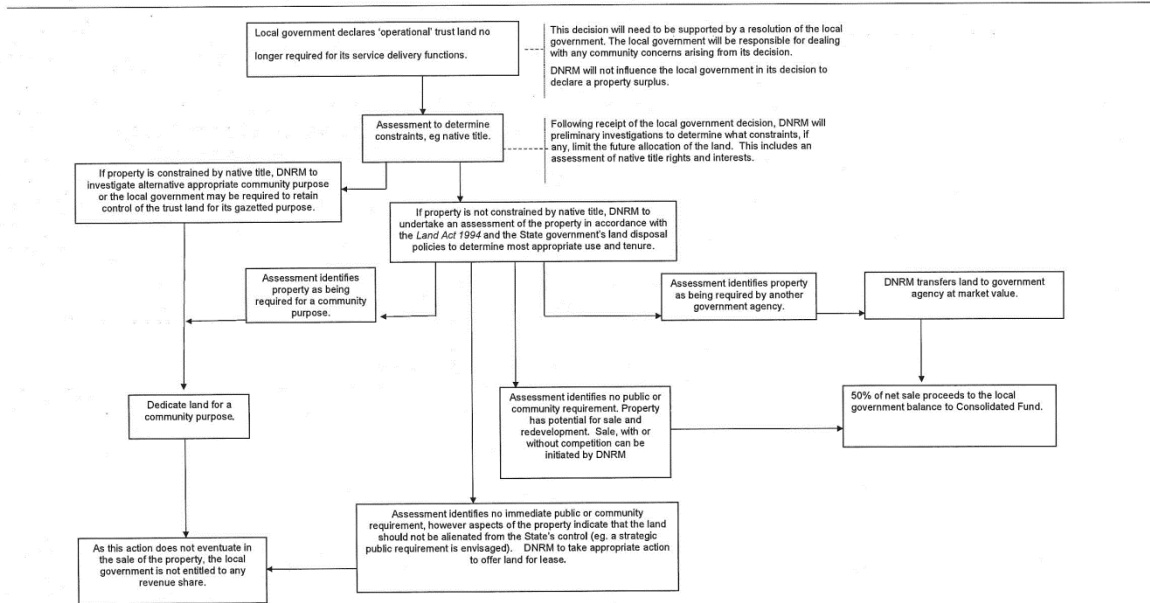 Local government declares 'operational' trust land no
longer required for its service delivery functions.
This decision will need to be supported by a resolution of the local
government. The local government will be responsible for dealing
with any community concerns arising from its decision.
DNRM will not influence the local government in its decision to
declare a property surplus.
Assessment to determine
constraints, eg native title.
Following receipt of the local government decision, DNRM will
preliminary investigations to determine what constraints, if
any, limit the future allocation of the land. This includes an
assessment of native title rights and interests.
If property is constrained by native title, DNRM to
investigate alternative appropriate community purpose
or the local government may be required to retain
control of the trust land for its gazetted purpose.
If property is not constrained by native title, DNRM to
undertake an assessment of the property in accordance with
the Land Act 1994 and the State government's land disposal
policies to determine most appropriate use and tenure.
Assessment identifies
property as being
required for a community
purpose.
Assessment identifies property
as being required by another
government agency.
DNRM transfers land to government
agency at market value.
Dedicate land for a
community purpose.
Assessment identifies no public or
community requirement. Property
has potential for sale and
redevelopment. Sale, with or
without competition can be
initiated by DNRM
50% of net sale proceeds to the local
government balance to Consolidated Fund.
Assessment identifies no immediate public or community
requirement, however aspects of the property indicate that the land
should not be alienated from the State's control (eg. a strategic
public requirement is envisaged). DNRM to take appropriate action
to offer land for lease.
As this action does not eventuate in
the sale of the property, the local
government is not entitled to any
revenue share.